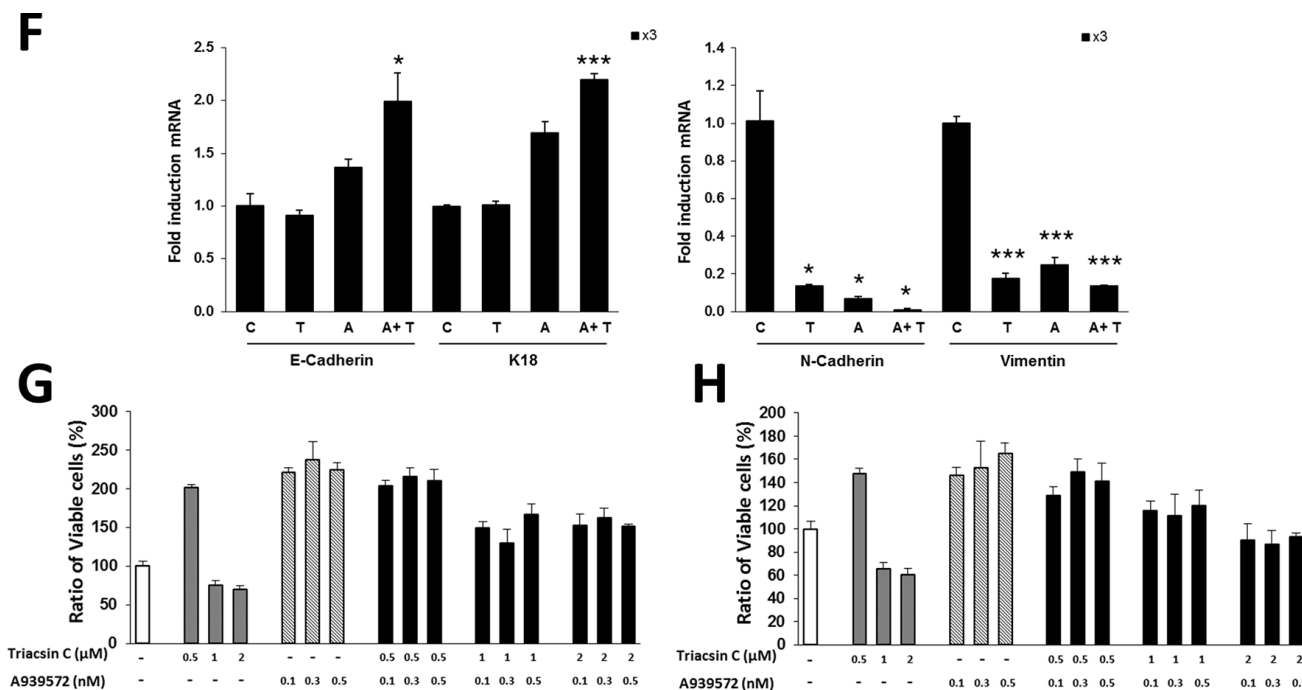 F
x3
Fold induction mRNA
2.5
2.0
1.5
1.0
0.5
0.0
* ***
C T A A+ T C T A A+ T
E-Cadherin K18
x3
Fold induction mRNA
1.4
1.2
1.0
0.8
0.6
0.4
0.2
0.0
* * * *** *** ***
C T A A+ T C T A A+ T
N-Cadherin Vimentin
G
Ratio of Viable cells (%)
300
250
200
150
100
50
0
Triacsin C (μM) - 0.5 1 2 - - - 0.5 0.5 0.5 1 1 1 2 2 2
A939572 (nM) - - - - 0.1 0.3 0.5 0.1 0.3 0.5 0.1 0.3 0.5 0.1 0.3 0.5
H
Ratio of Viable cells (%)
200
180
160
140
120
100
80
60
40
20
0
Triacsin C (μM) - 0.5 1 2 - - - 0.5 0.5 0.5 1 1 1 2 2 2
A939572 (nM) - - - - 0.1 0.3 0.5 0.1 0.3 0.5 0.1 0.3 0.5 0.1 0.3 0.